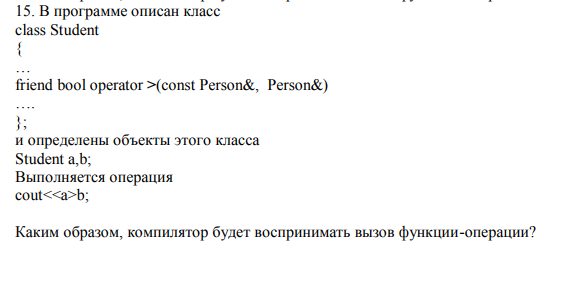 15. В программе описан класс
class Student
{
…
friend bool operator >(const Person&, Person&)
….
};
и определены объекты этого класса
Student a,b;
Выполняется операция
cout<<a>b;
Каким образом, компилятор будет воспринимать вызов функции-операции?